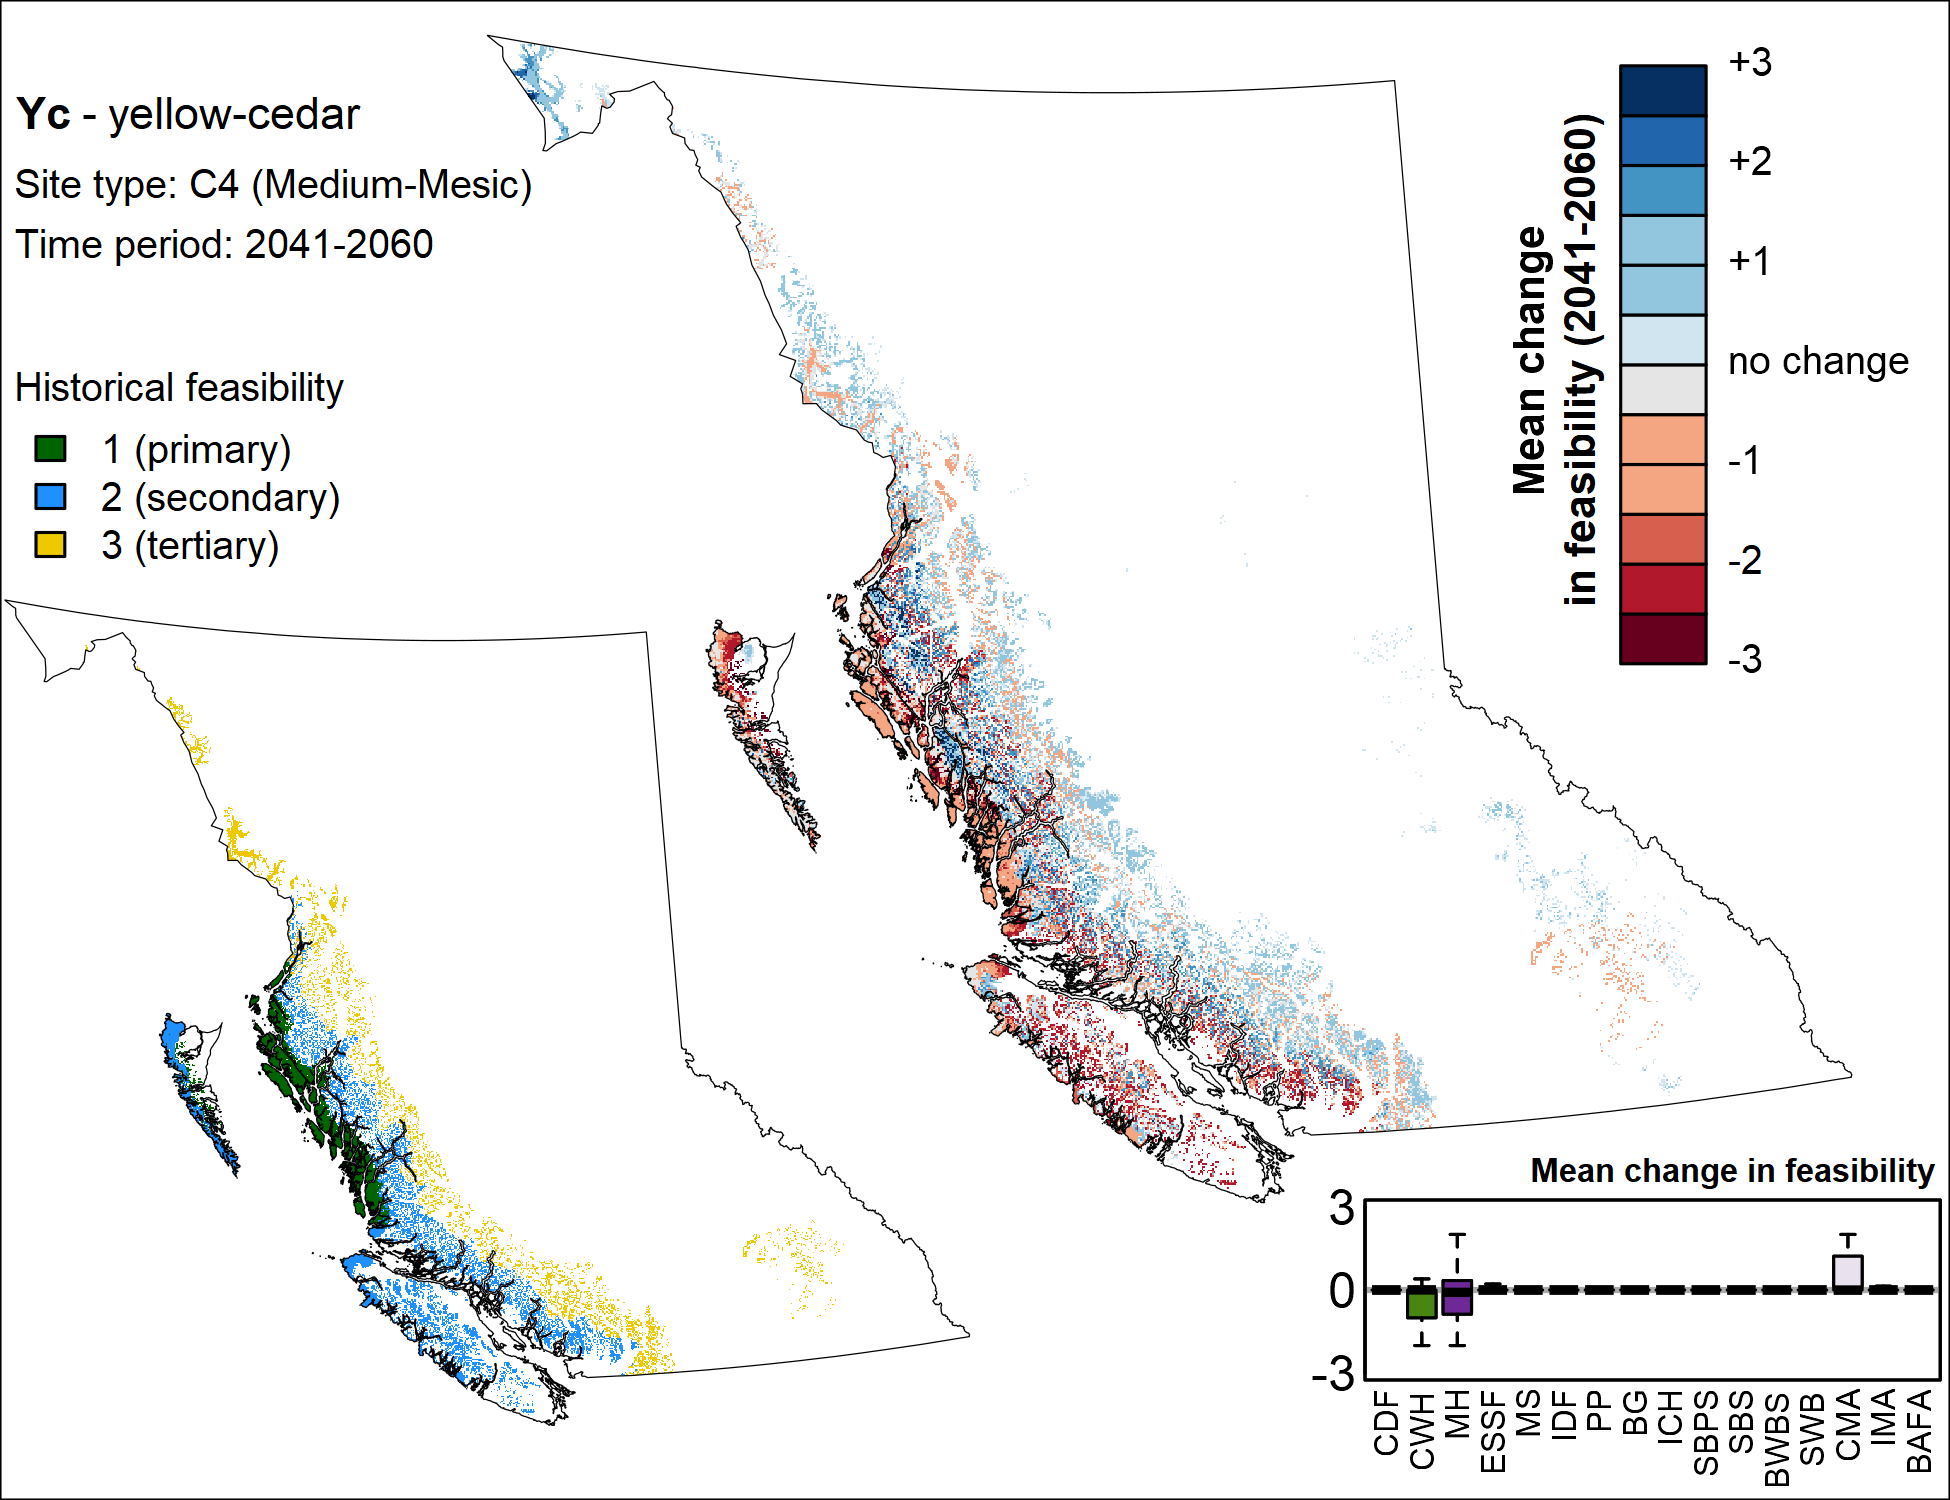 Yc - yellow-cedar
Site type: C4 (Medium-Mesic)
Time period: 2041-2060
Historical feasibility
1 (primary)
2 (secondary)
3 (tertiary)
Mean change
in feasibility (2041-2060)
+3
+2
+1
no change
-1
-2
-3
Mean change in feasibility
3
0
-3
CDF
CWH
MH
ESSF
MS
IDF
PP
BG
ICH
SBPS
SBS
BWBS
SWB
CMA
IMA
BAFA